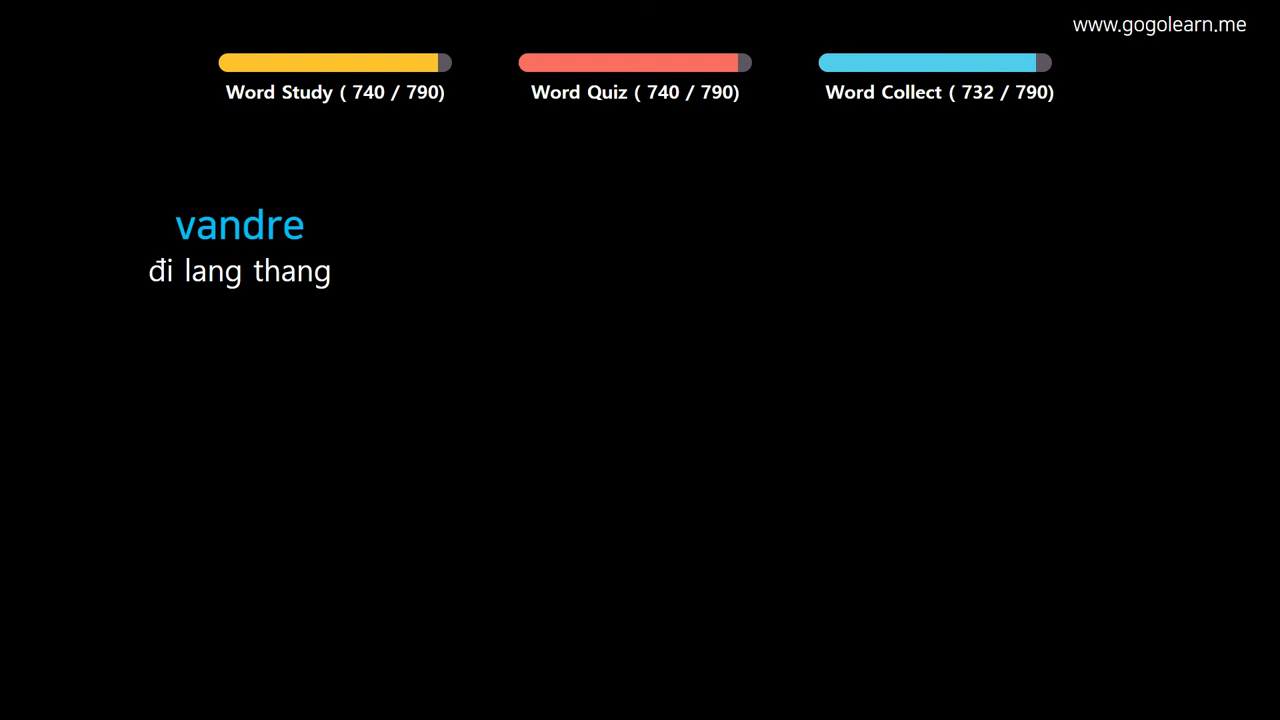 www.gogolearn.me
Word Study ( 740 / 790)
Word Quiz ( 740 / 790)
Word Collect ( 732 / 790)
vandre
đi lang thang